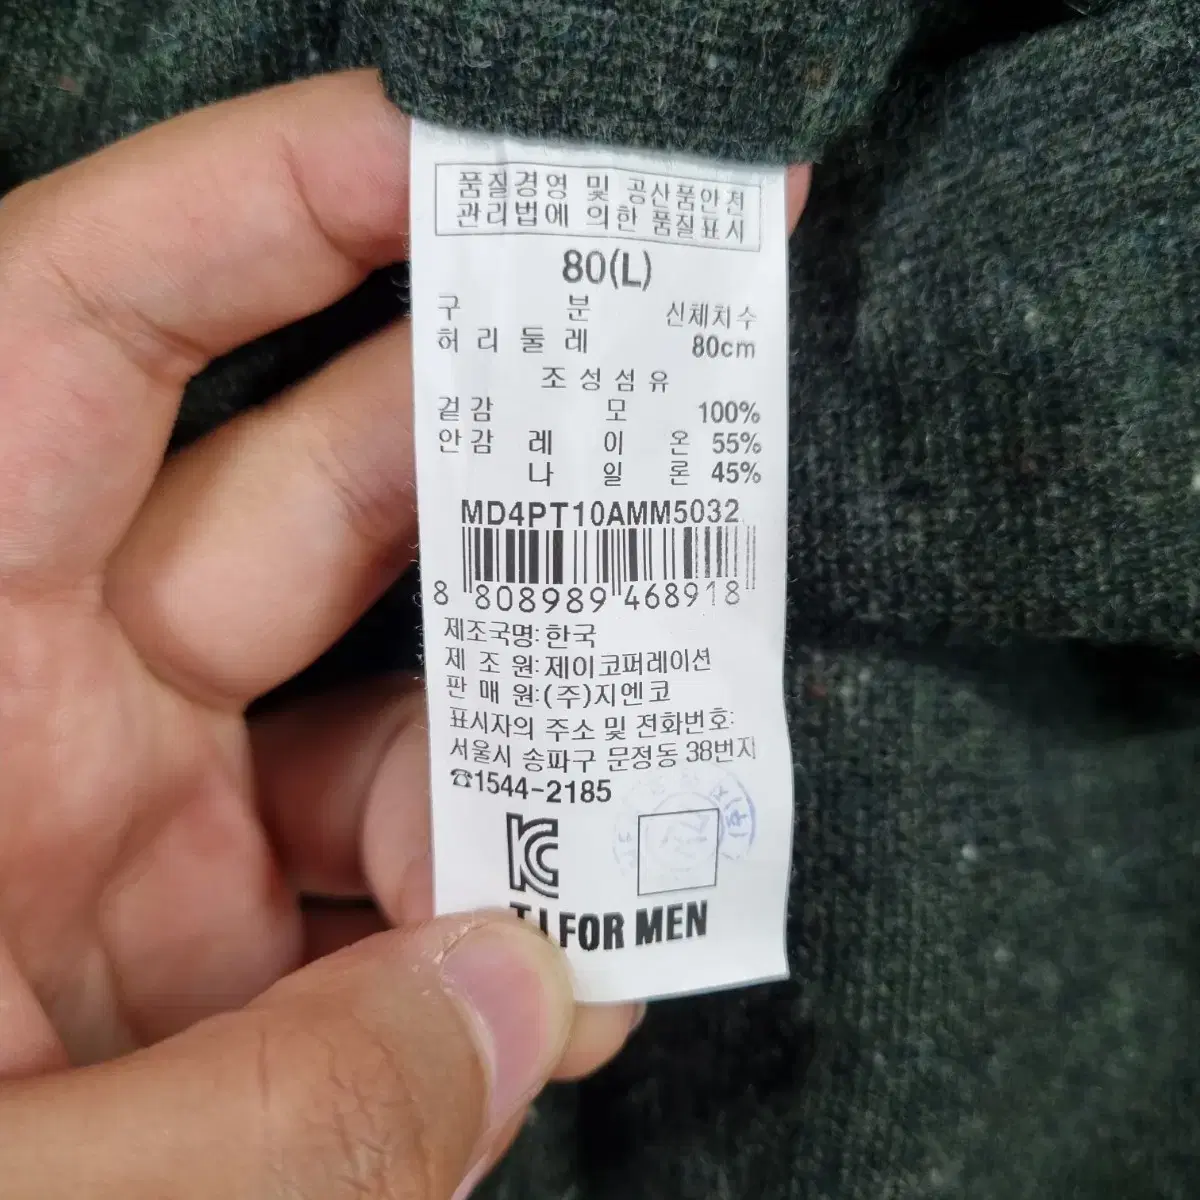 품질경영 및 공산품안전
관리법에 의한 품질표시
80(L)
구 분 신체치수
허리둘레 80cm
조성섬유
겉감 모 100%
안감 레이온 55%
나일론 45%
MD4PT10AMM5032
8 808989 468918
제조국명:한국
제조원:제이코퍼레이션
판매원:(주)지엔코
표시자의 주소 및 전화번호:
서울시 송파구 문정동 38번지
☎1544-2185
KC
FOR MEN